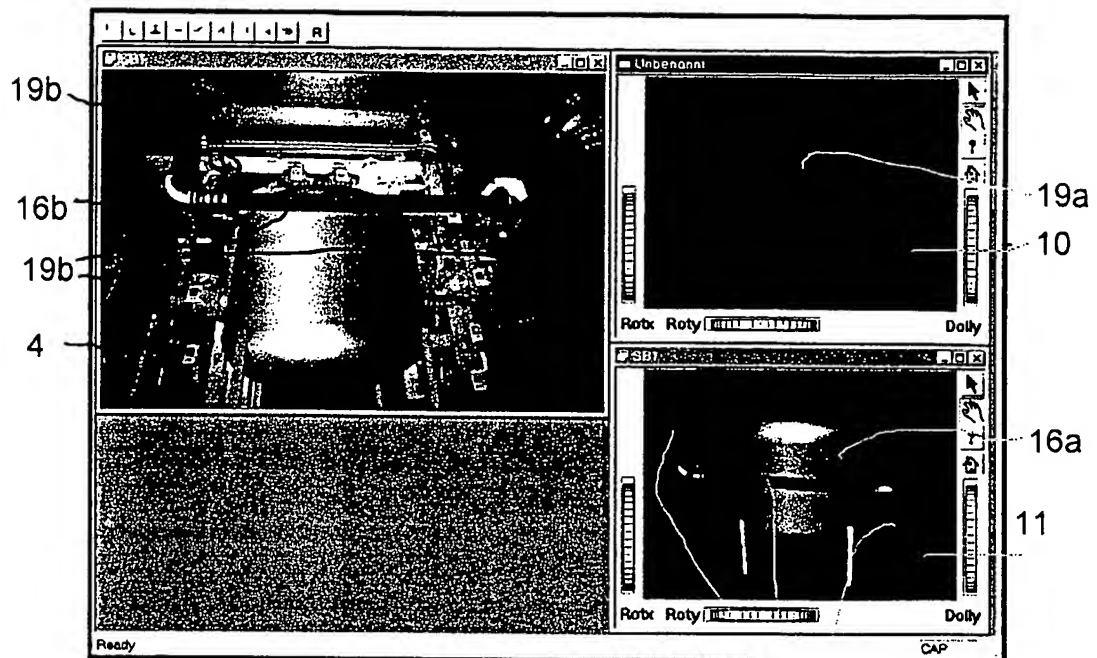 R
Unbenannt
19b
16b
19b
4
19a
10
Rotx Roty Dolly
SB1
16a
11
Rotx Roty Dolly
Ready
CAP